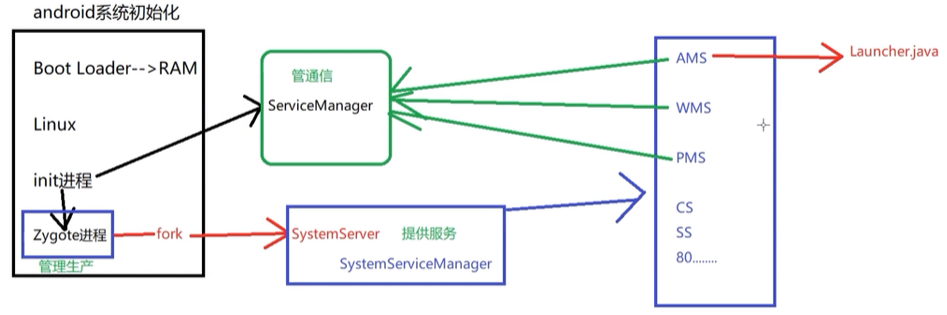 android系统初始化
Boot Loader-->RAM
Linux
init进程
Zygote进程
管理生产
fork
管通信
ServiceManager
SystemServer 提供服务
SystemServiceManager
AMS
WMS
PMS
CS
SS
80........
Launcher.java